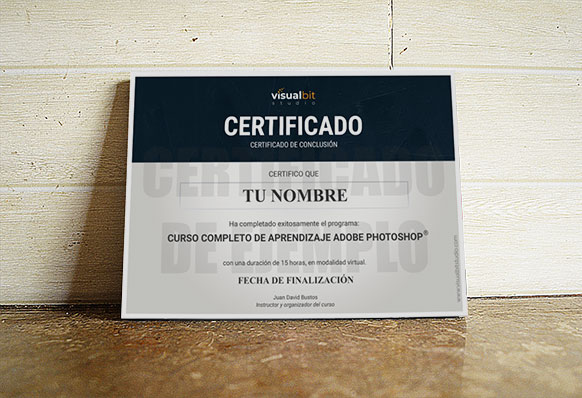 visualbit
studio
CERTIFICADO
CERTIFICADO DE CONCLUSIÓN
CERTIFICO QUE
CERTIFICADO
TU NOMBRE
Ha completado exitosamente el programa:
DE EJEMPLO
CURSO COMPLETO DE APRENDIZAJE ADOBE PHOTOSHOP®
con una duración de 15 horas, en modalidad virtual.
FECHA DE FINALIZACIÓN
Juan David Bustos
Instructor y organizador del curso
www.visualbitstudio.com